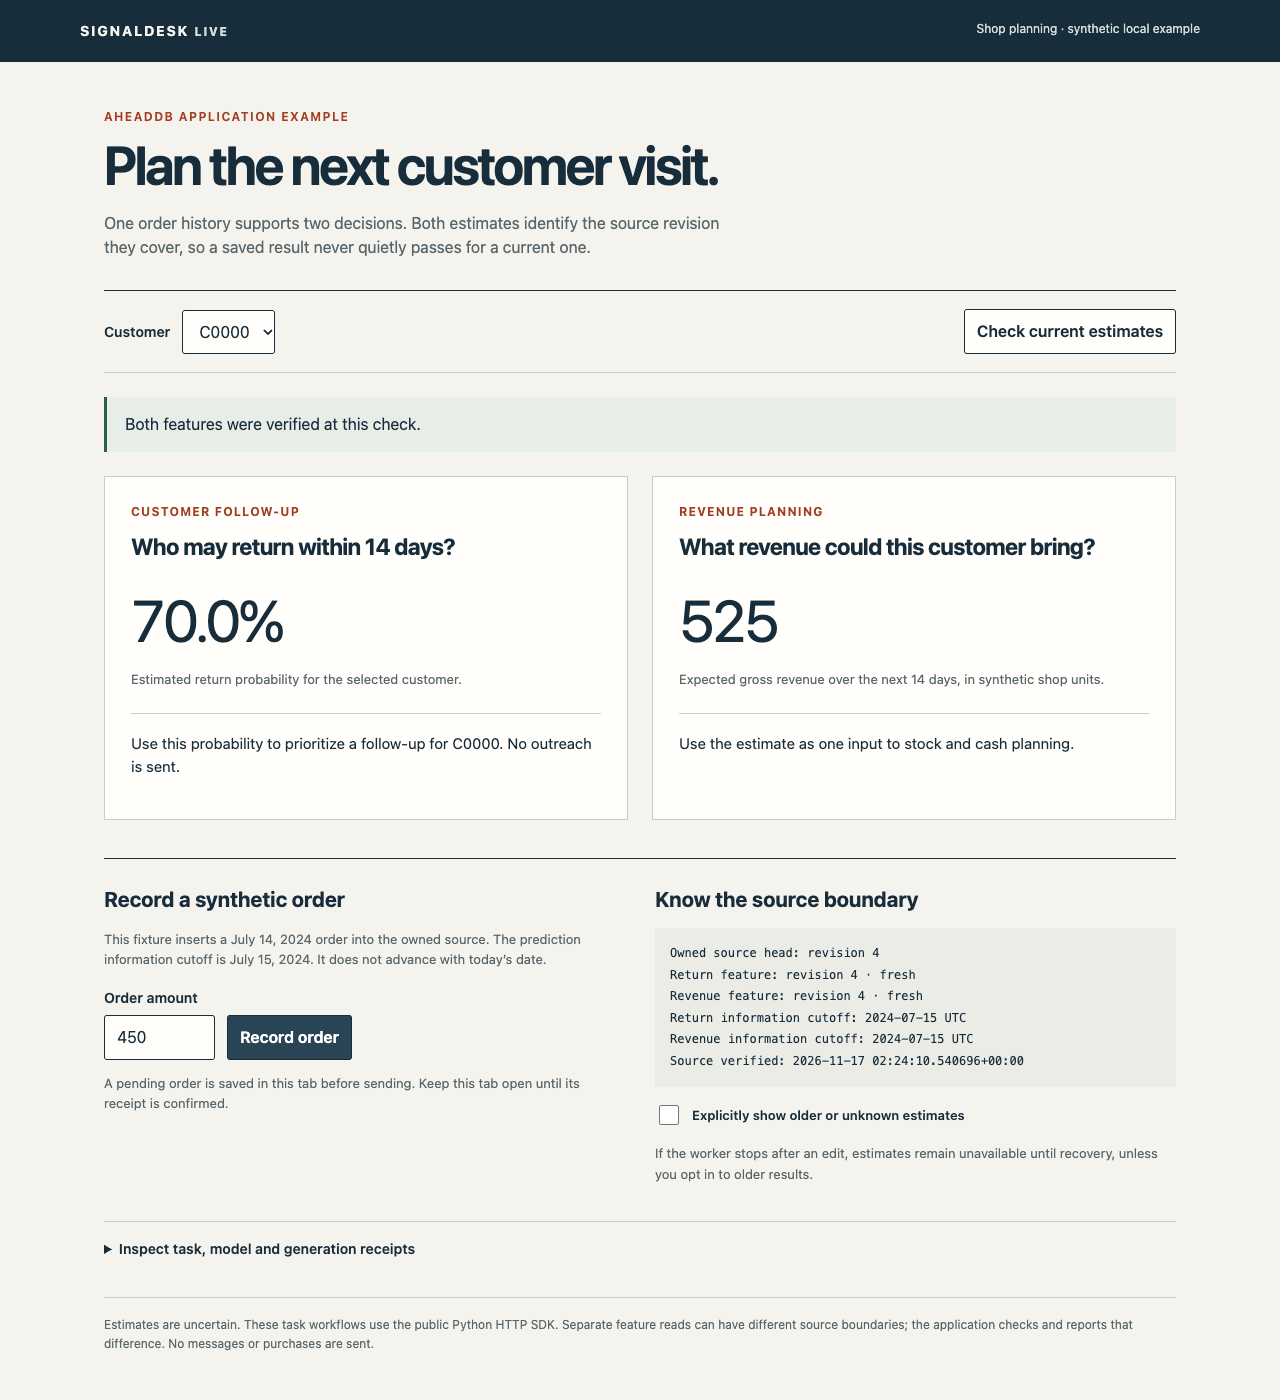 SIGNALDESK LIVE
Shop planning · synthetic local example
AHEADDB APPLICATION EXAMPLE
Plan the next customer visit.
One order history supports two decisions. Both estimates identify the source revision
they cover, so a saved result never quietly passes for a current one.
Customer
C0000
Check current estimates
Both features were verified at this check.
CUSTOMER FOLLOW-UP
Who may return within 14 days?
70.0%
Estimated return probability for the selected customer.
Use this probability to prioritize a follow-up for C0000. No outreach
is sent.
REVENUE PLANNING
What revenue could this customer bring?
525
Expected gross revenue over the next 14 days, in synthetic shop units.
Use the estimate as one input to stock and cash planning.
Record a synthetic order
This fixture inserts a July 14, 2024 order into the owned source. The prediction
information cutoff is July 15, 2024. It does not advance with today’s date.
Order amount
450
Record order
A pending order is saved in this tab before sending. Keep this tab open until its
receipt is confirmed.
Know the source boundary
Owned source head: revision 4
Return feature: revision 4 · fresh
Revenue feature: revision 4 · fresh
Return information cutoff: 2024-07-15 UTC
Revenue information cutoff: 2024-07-15 UTC
Source verified: 2026-11-17 02:24:10.540696+00:00
Explicitly show older or unknown estimates
If the worker stops after an edit, estimates remain unavailable until recovery, unless
you opt in to older results.
Inspect task, model and generation receipts
Estimates are uncertain. These task workflows use the public Python HTTP SDK. Separate feature reads can have different source boundaries; the application checks and reports that
difference. No messages or purchases are sent.